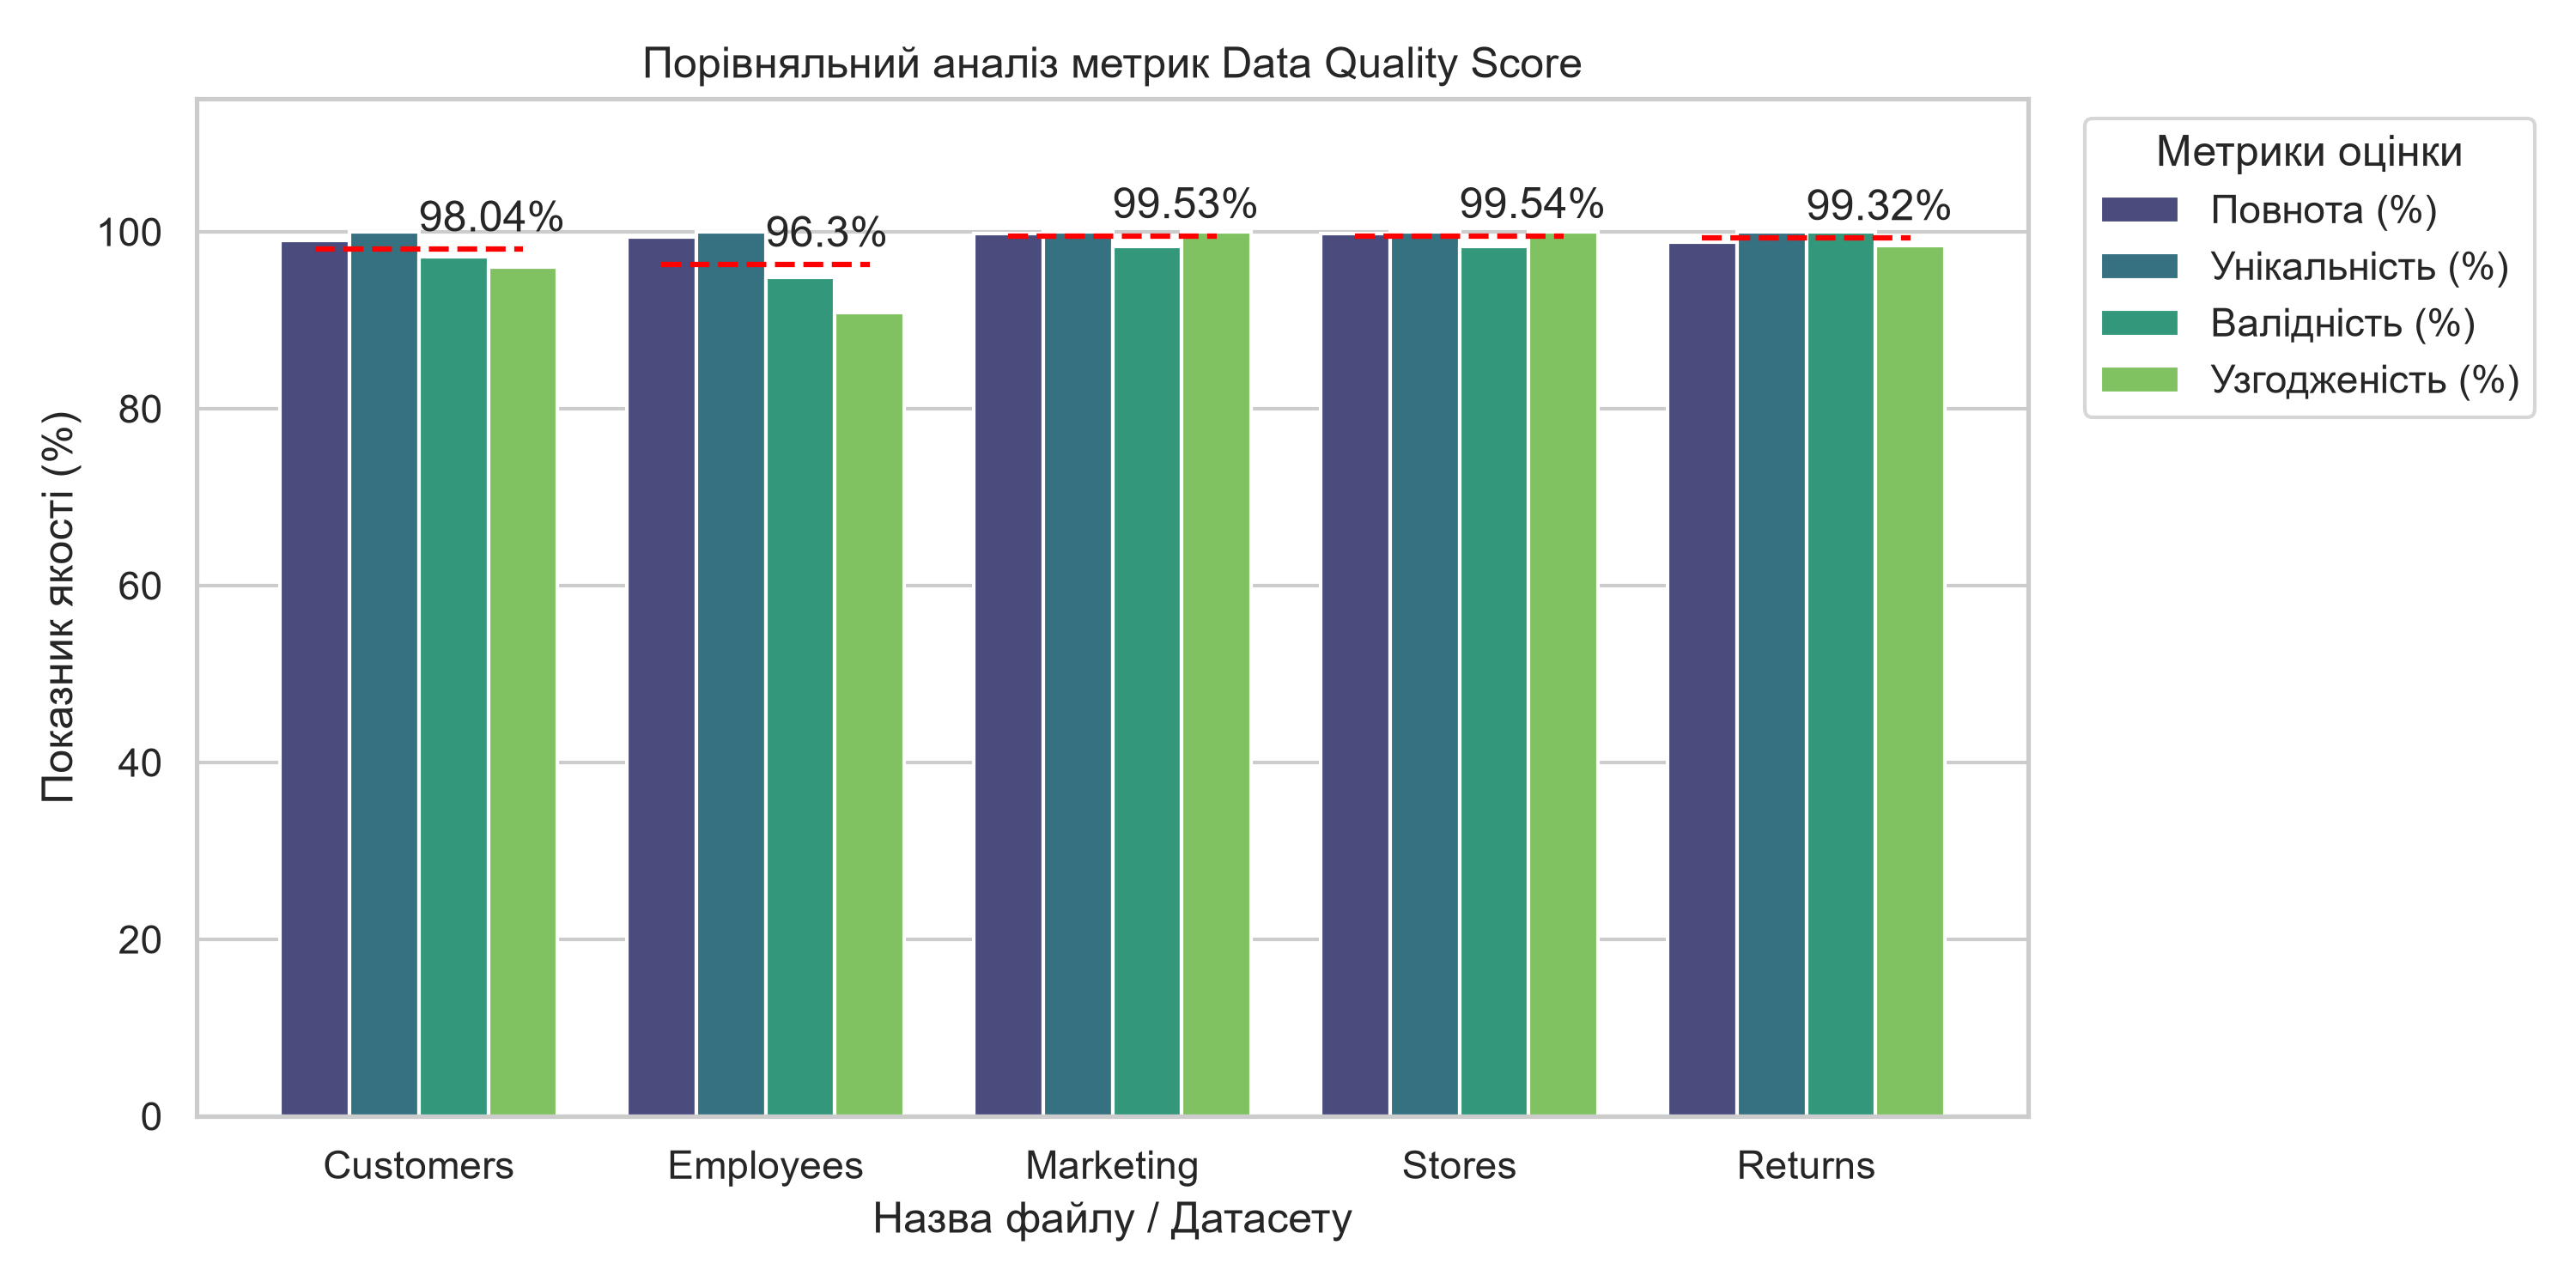 Порівняльний аналіз метрик Data Quality Score
Показник якості (%)
100
80
60
40
20
0
98.04%
96.3%
99.53%
99.54%
99.32%
Customers
Employees
Marketing
Stores
Returns
Назва файлу / Датасету
Метрики оцінки
Повнота (%)
Унікальність (%)
Валідність (%)
Узгодженість (%)